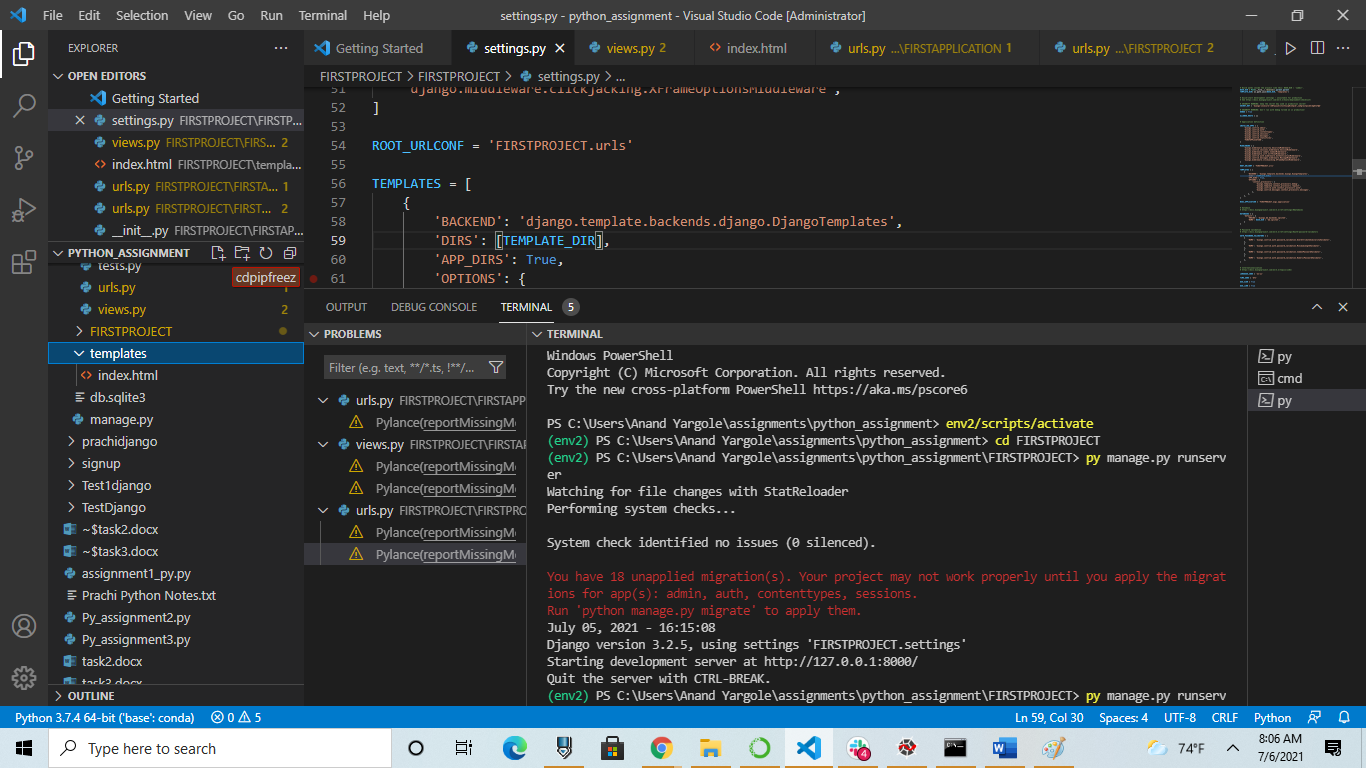 File Edit Selection View Go Run Terminal Help
settings.py - python_assignment - Visual Studio Code [Administrator]
EXPLORER
OPEN EDITORS
Getting Started
settings.py FIRSTPROJECT\FIRSTP...
views.py FIRSTPROJECT\FIRS... 2
index.html FIRSTPROJECT\templa...
urls.py FIRSTPROJECT\FIRSTA... 1
urls.py FIRSTPROJECT\FIRST... 2
__init__.py FIRSTPROJECT\FIRSTAP...
PYTHON_ASSIGNMENT
tests.py
cdpipfreez
urls.py 1
views.py 2
FIRSTPROJECT
templates
index.html
db.sqlite3
manage.py
prachidjango
signup
Test1django
TestDjango
~$task2.docx
~$task3.docx
assignment1_py.py
Prachi Python Notes.txt
Py_assignment2.py
Py_assignment3.py
task2.docx
task3.docx
OUTLINE
Getting Started
settings.py
views.py 2
index.html
urls.py ...\FIRSTAPPLICATION 1
urls.py ...\FIRSTPROJECT 2
FIRSTPROJECT > FIRSTPROJECT > settings.py > ...
51 'django.middleware.clickjacking.XFrameOptionsMiddleware',
52 ]
53
54 ROOT_URLCONF = 'FIRSTPROJECT.urls'
55
56 TEMPLATES = [
57 {
58 'BACKEND': 'django.template.backends.django.DjangoTemplates',
59 'DIRS': [TEMPLATE_DIR],
60 'APP_DIRS': True,
61 'OPTIONS': {
OUTPUT DEBUG CONSOLE TERMINAL 5
PROBLEMS
Filter (e.g. text, **/*.ts, !**/...
urls.py FIRSTPROJECT\FIRSTAPP
Pylance(reportMissingMo
views.py FIRSTPROJECT\FIRSTAF
Pylance(reportMissingMo
Pylance(reportMissingMo
urls.py FIRSTPROJECT\FIRSTPRO
Pylance(reportMissingMo
Pylance(reportMissingMo
TERMINAL
Windows PowerShell
Copyright (C) Microsoft Corporation. All rights reserved.
Try the new cross-platform PowerShell https://aka.ms/pscore6
PS C:\Users\Anand Yargole\assignments\python_assignment> env2/scripts/activate
(env2) PS C:\Users\Anand Yargole\assignments\python_assignment> cd FIRSTPROJECT
(env2) PS C:\Users\Anand Yargole\assignments\python_assignment\FIRSTPROJECT> py manage.py runserv
er
Watching for file changes with StatReloader
Performing system checks...
System check identified no issues (0 silenced).
You have 18 unapplied migration(s). Your project may not work properly until you apply the migrat
ions for app(s): admin, auth, contenttypes, sessions.
Run 'python manage.py migrate' to apply them.
July 05, 2021 - 16:15:08
Django version 3.2.5, using settings 'FIRSTPROJECT.settings'
Starting development server at http://127.0.0.1:8000/
Quit the server with CTRL-BREAK.
(env2) PS C:\Users\Anand Yargole\assignments\python_assignment\FIRSTPROJECT> py manage.py runserv
py
cmd
py
Python 3.7.4 64-bit ('base': conda) 0 5
Ln 59, Col 30 Spaces: 4 UTF-8 CRLF Python
Type here to search
4
74°F
8:06 AM
7/6/2021